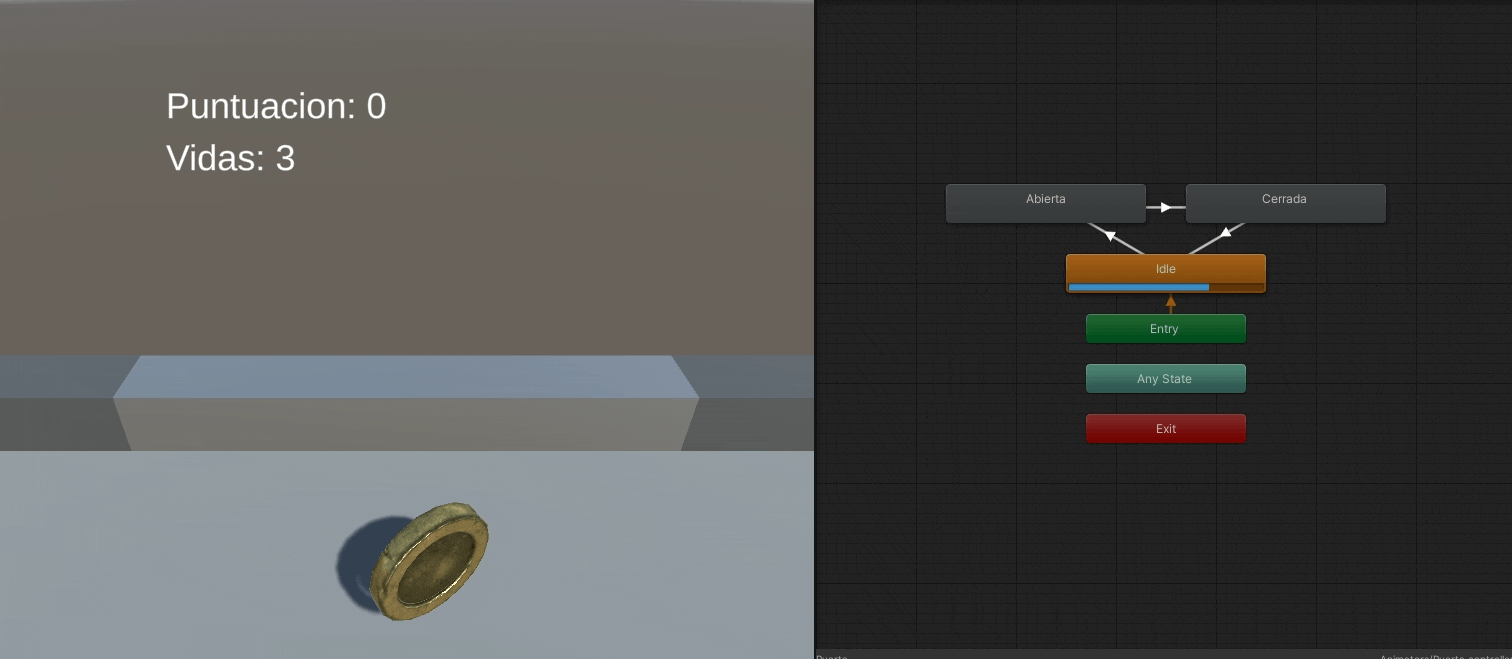 Puntuacion: 0
Vidas: 3
Abierta
Cerrada
Idle
Entry
Any State
Exit